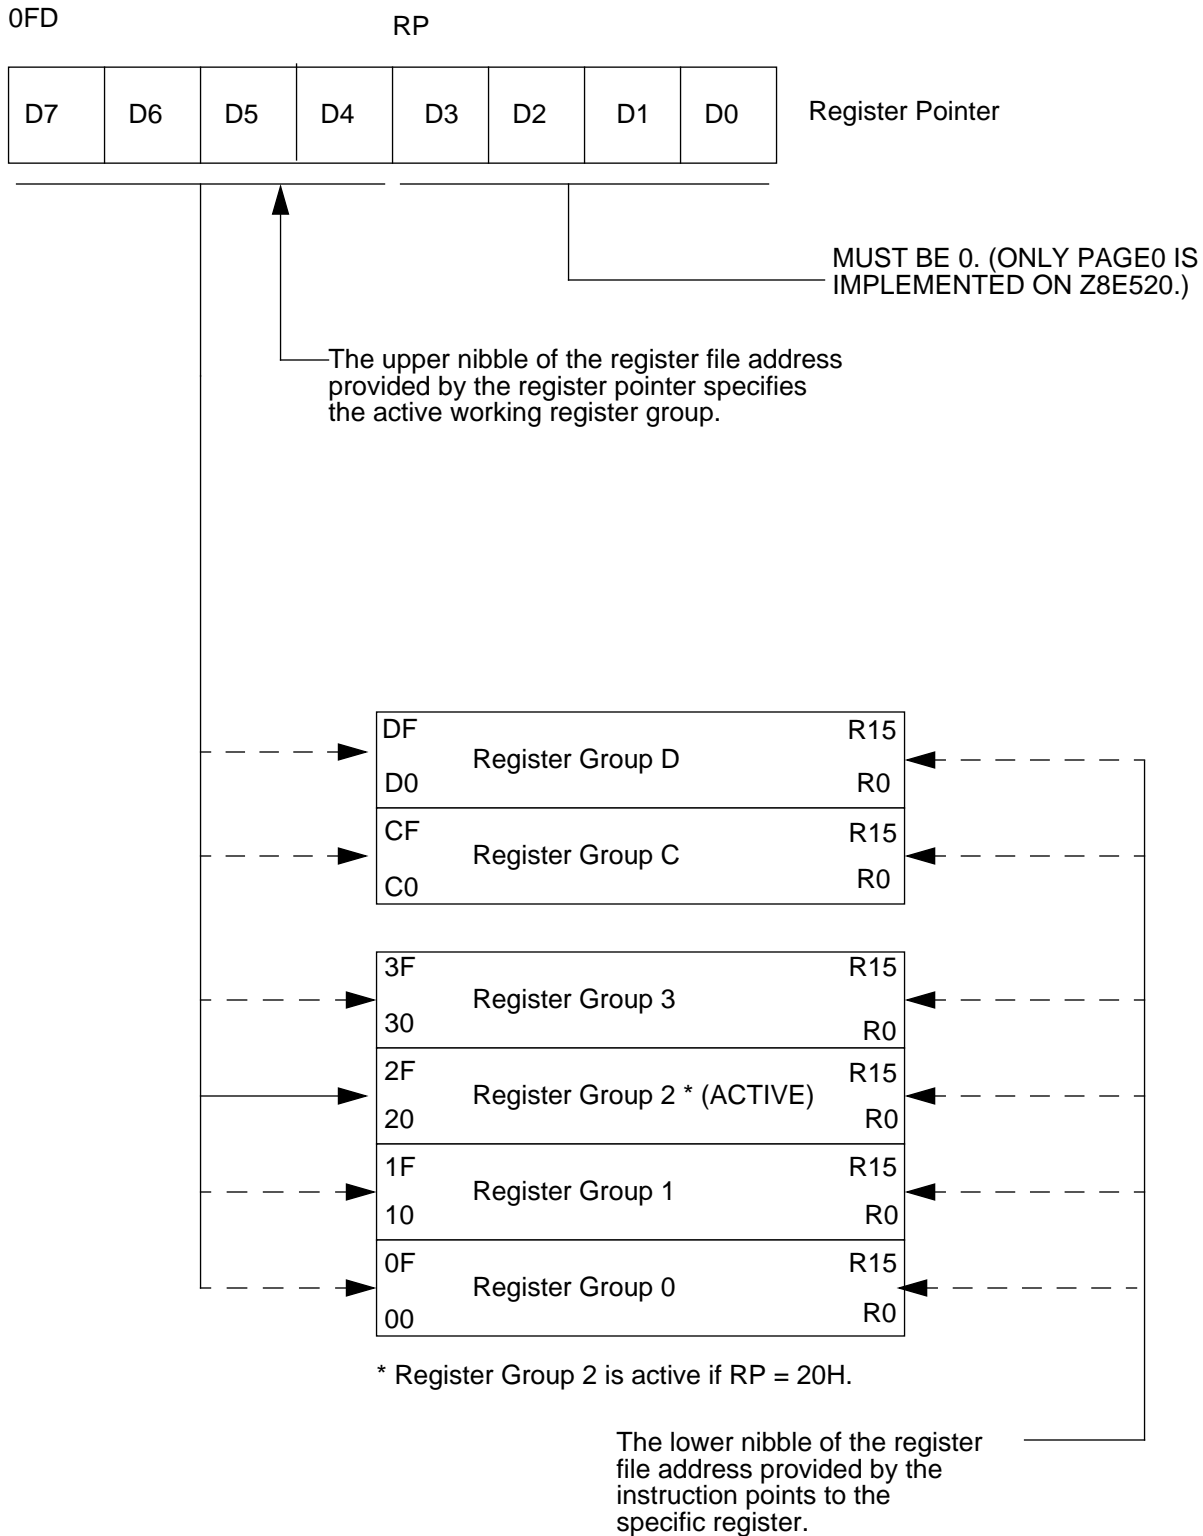 0FD
RP
D7 D6 D5 D4 D3 D2 D1 D0 Register Pointer
MUST BE 0. (ONLY PAGE0 IS
IMPLEMENTED ON Z8E520.)
The upper nibble of the register file address
provided by the register pointer specifies
the active working register group.
DF R15
Register Group D
D0 R0
CF R15
Register Group C
C0 R0
3F R15
Register Group 3
30 R0
2F R15
Register Group 2 * (ACTIVE)
20 R0
1F R15
Register Group 1
10 R0
0F R15
Register Group 0
00 R0
* Register Group 2 is active if RP = 20H.
The lower nibble of the register
file address provided by the
instruction points to the
specific register.